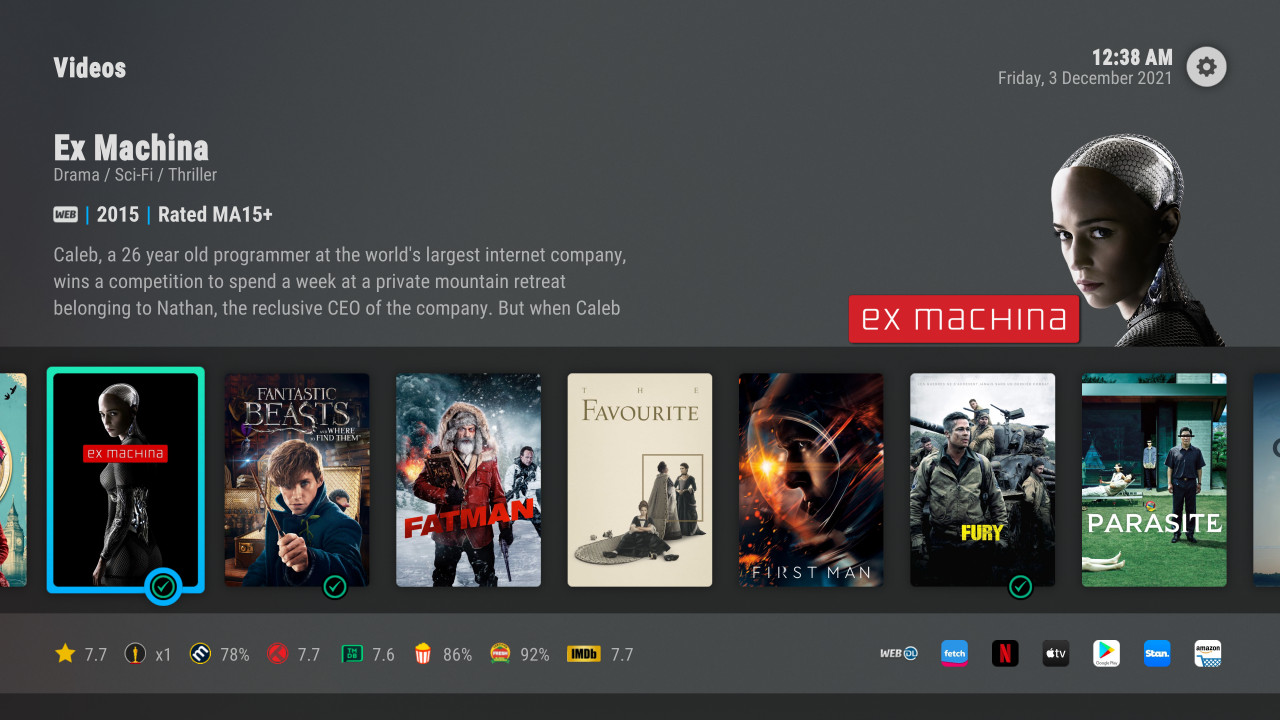 Videos
12:38 AM
Friday, 3 December 2021
Ex Machina
Drama / Sci-Fi / Thriller
WEB | 2015 | Rated MA15+
Caleb, a 26 year old programmer at the world's largest internet company,
wins a competition to spend a week at a private mountain retreat
belonging to Nathan, the reclusive CEO of the company. But when Caleb
ex machina
ex machina
FANTASTIC
BEASTS
AND WHERE
TO FIND THEM
FATMAN
THE
FAVOURITE
FIRST MAN
FURY
PARASITE
7.7 x1 78% 7.7 TMDB 7.6 86% FRESH 92% IMDb 7.7
WEB DL fetch N tv Google Play Stan. amazon